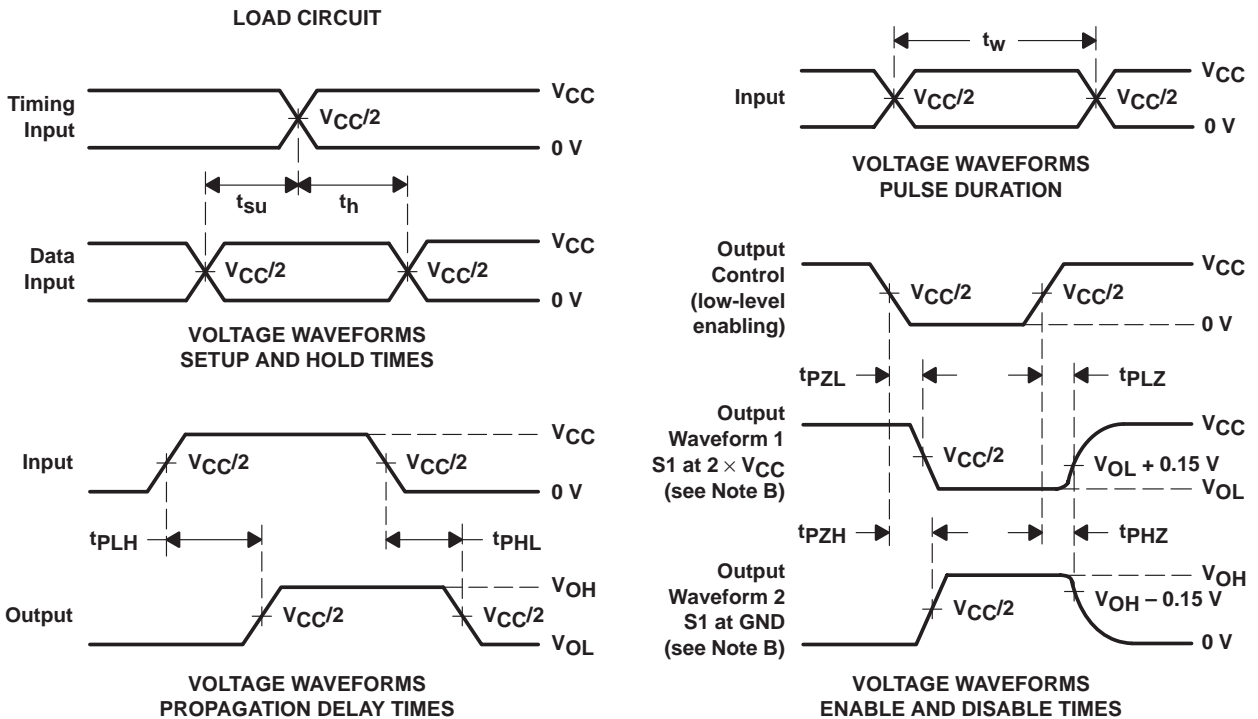 LOAD CIRCUIT
Timing
Input
VCC/2
VCC
0 V
tsu
th
Data
Input
VCC/2
VCC/2
VCC
0 V
VOLTAGE WAVEFORMS
SETUP AND HOLD TIMES
Input
VCC/2
VCC/2
VCC
0 V
tPLH
tPHL
Output
VCC/2
VCC/2
VOH
VOL
VOLTAGE WAVEFORMS
PROPAGATION DELAY TIMES
tw
Input
VCC/2
VCC/2
VCC
0 V
VOLTAGE WAVEFORMS
PULSE DURATION
Output
Control
(low-level
enabling)
VCC/2
VCC/2
VCC
0 V
tPZL
tPLZ
Output
Waveform 1
S1 at 2 × VCC
(see Note B)
VCC/2
VCC
VOL + 0.15 V
VOL
tPZH
tPHZ
Output
Waveform 2
S1 at GND
(see Note B)
VCC/2
VOH
VOH – 0.15 V
0 V
VOLTAGE WAVEFORMS
ENABLE AND DISABLE TIMES